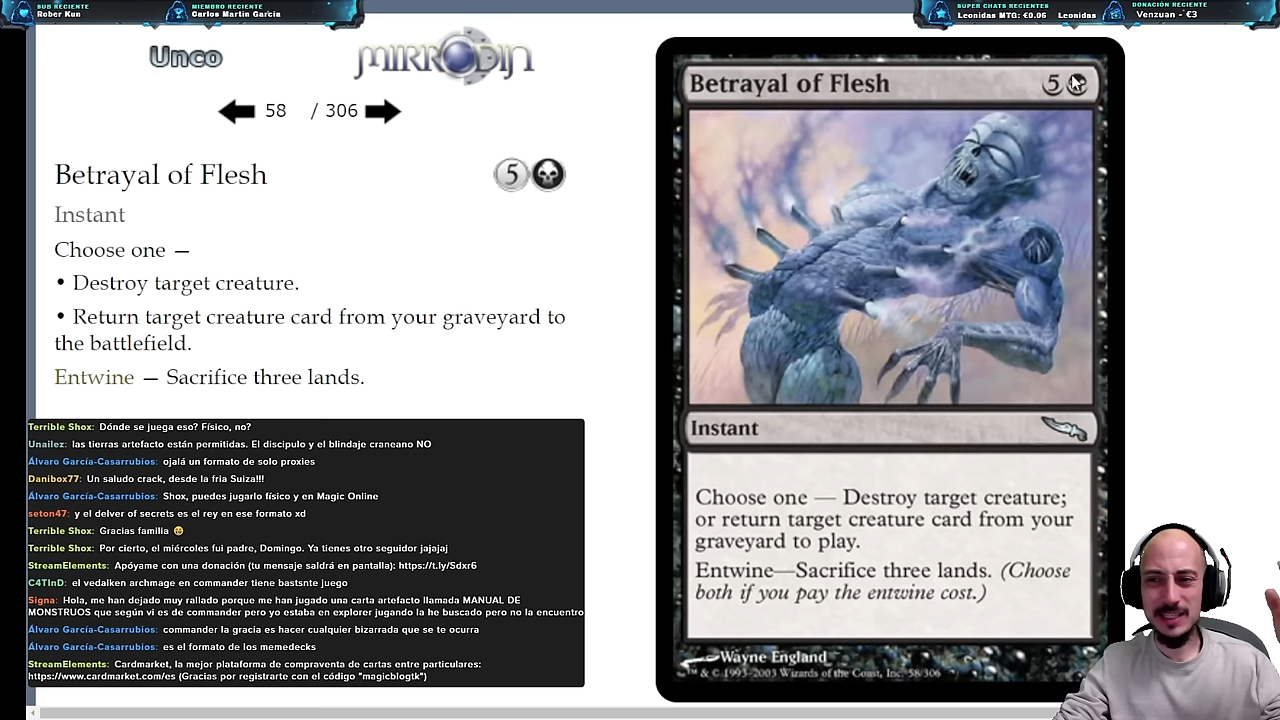 SUB RECIENTE
Rober Kun
MIEMBRO RECIENTE
Carlos Martin Garcia
SUPER CHATS RECIENTES
Leonidas MTG: €0.06 Leonidas
DONACIÓN RECIENTE
Venzuan - €3
Unco
MIRRODIN
58 / 306
Betrayal of Flesh
5
Instant
Choose one —
• Destroy target creature.
• Return target creature card from your graveyard to
the battlefield.
Entwine — Sacrifice three lands.
Terrible Shox: Dónde se juega eso? Físico, no?
Unailez: las tierras artefacto están permitidas. El discipulo y el blindaje craneano NO
Álvaro García-Casarrubios: ojalá un formato de solo proxies
Danibox77: Un saludo crack, desde la fria Suiza!!!
Álvaro García-Casarrubios: Shox, puedes jugarlo físico y en Magic Online
seton47: y el delver of secrets es el rey en ese formato xd
Terrible Shox: Gracias familia
Terrible Shox: Por cierto, el miércoles fui padre, Domingo. Ya tienes otro seguidor jajajaj
StreamElements: Apóyame con una donación (tu mensaje saldrá en pantalla): https://t.ly/Sdxr6
C4TInD: el vedalken archmage en commander tiene bastsnte juego
Signa: Hola, me han dejado muy rallado porque me han jugado una carta artefacto llamada MANUAL DE
MONSTRUOS que según vi es de commander pero yo estaba en explorer jugando la he buscado pero no la encuentro
Álvaro García-Casarrubios: commander la gracia es hacer cualquier bizarrada que se te ocurra
Álvaro García-Casarrubios: es el formato de los memedecks
StreamElements: Cardmarket, la mejor plataforma de compraventa de cartas entre particulares:
https://www.cardmarket.com/es (Gracias por registrarte con el código "magicblogtk")
Betrayal of Flesh
5
Instant
Choose one — Destroy target creature;
or return target creature card from your
graveyard to play.
Entwine—Sacrifice three lands. (Choose
both if you pay the entwine cost.)
Wayne England
™ & © 1993–2003 Wizards of the Coast, Inc. 58/306